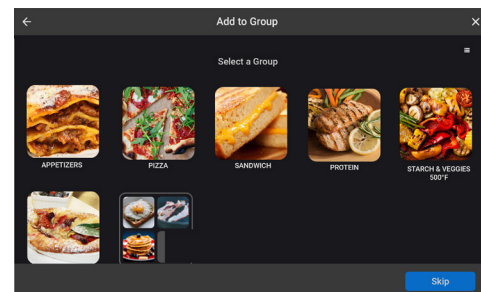 Add to Group
Select a Group
APPETIZERS
PIZZA
SANDWICH
PROTEIN
STARCH & VEGGIES
500°F
Skip